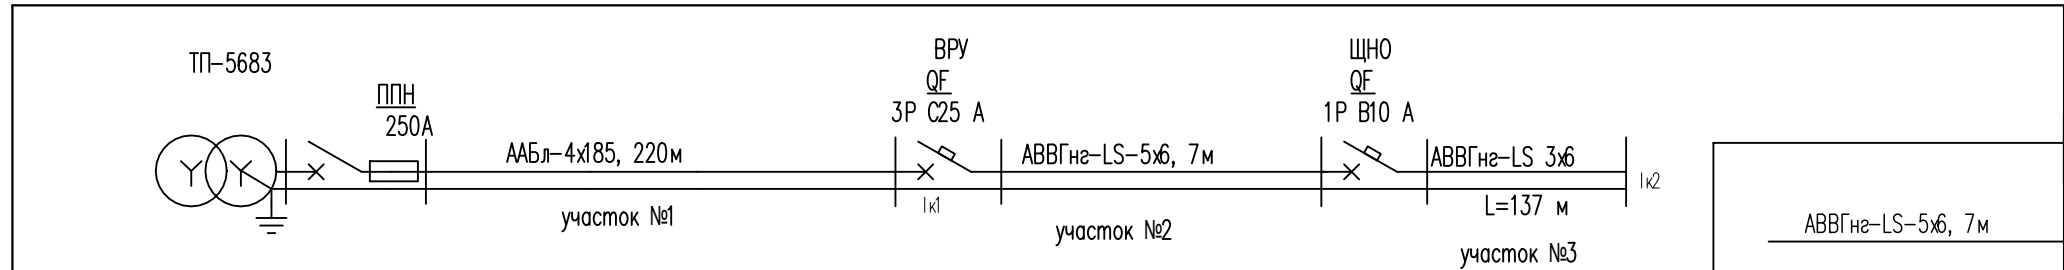 ТП-5683
ППН
250А
ААБл-4х185, 220м
участок №1
ВРУ
QF
3Р С25 А
Iк1
АВВГнг-LS-5х6, 7м
участок №2
ЩНО
QF
1Р В10 А
АВВГнг-LS 3х6
L=137 м
участок №3
Iк2
АВВГнг-LS-5х6, 7м